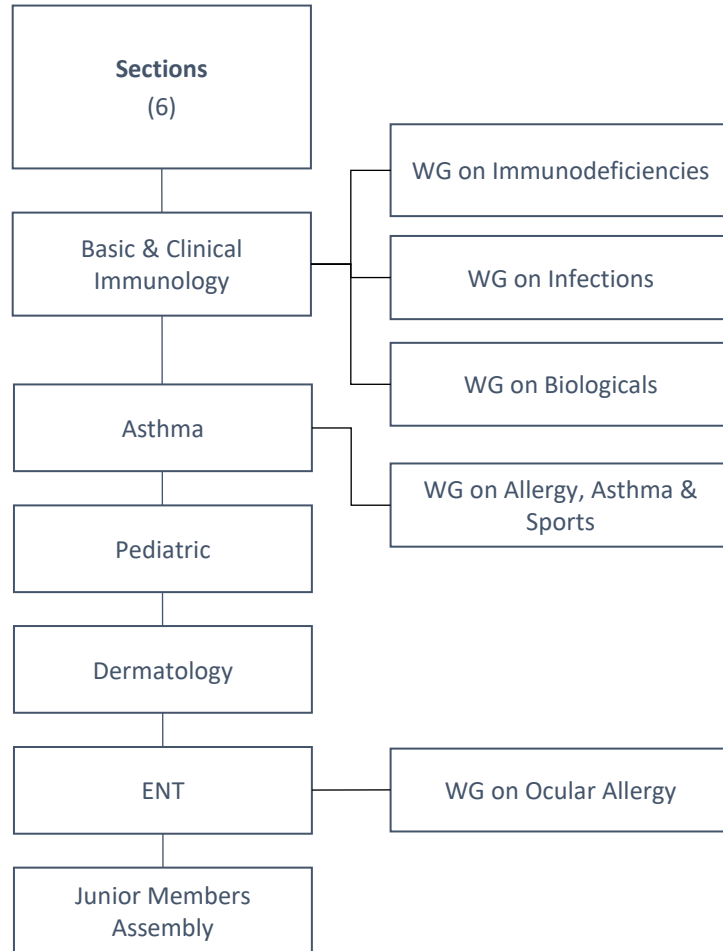 Sections
(6)
WG on Immunodeficiencies
Basic & Clinical
Immunology
WG on Infections
WG on Biologicals
Asthma
WG on Allergy, Asthma &
Sports
Pediatric
Dermatology
ENT
WG on Ocular Allergy
Junior Members
Assembly